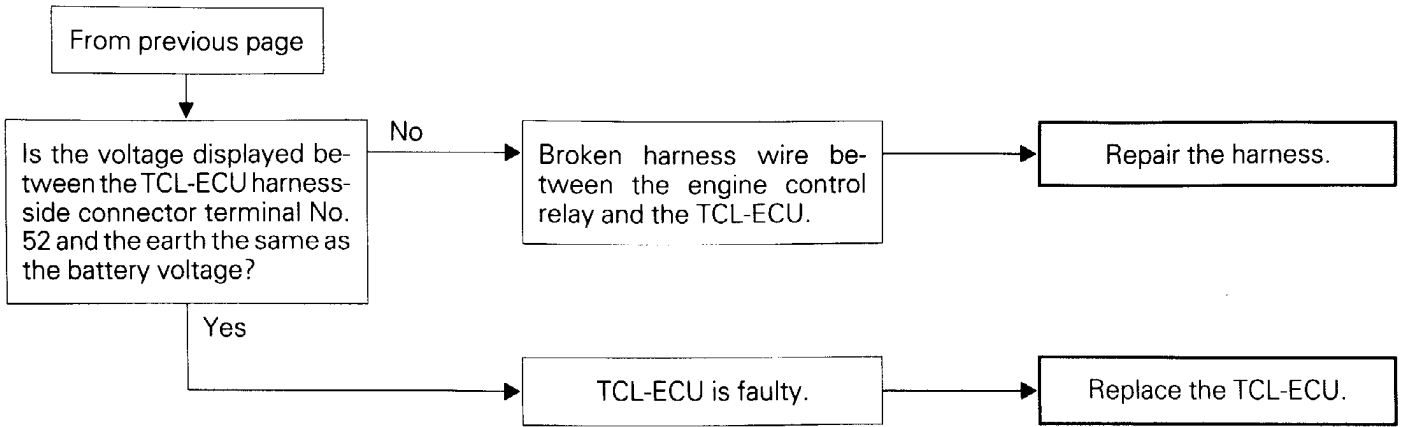 From previous page
Is the voltage displayed be-
tween the TCL-ECU harness-
side connector terminal No.
52 and the earth the same as
the battery voltage?
No
Broken harness wire be-
tween the engine control
relay and the TCL-ECU.
Repair the harness.
Yes
TCL-ECU is faulty.
Replace the TCL-ECU.